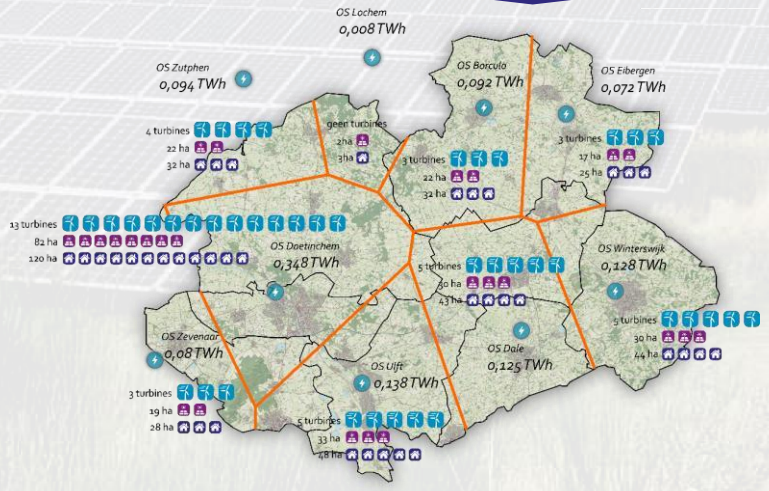 OS Lochem
0,008 TWh
OS Zutphen
0,094 TWh
OS Borculo
0,092 TWh
OS Eibergen
0,072 TWh
4 turbines
22 ha
32 ha
geen turbines
2ha
3ha
3 turbines
22 ha
32 ha
3 turbines
17 ha
25 ha
13 turbines
82 ha
120 ha
OS Doetinchem
0,348 TWh
5 turbines
30 ha
43 ha
OS Winterswijk
0,128 TWh
5 turbines
30 ha
44 ha
OS Zevenaar
0,08 TWh
3 turbines
19 ha
28 ha
OS Ulft
0,138 TWh
5 turbines
33 ha
48 ha
OS Dale
0,125 TWh